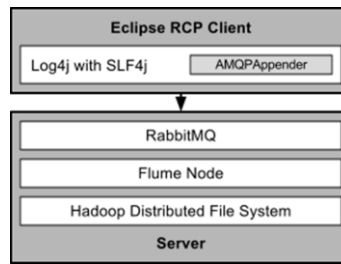 Eclipse RCP Client
Log4j with SLF4j AMQPAppender
RabbitMQ
Flume Node
Hadoop Distributed File System
Server